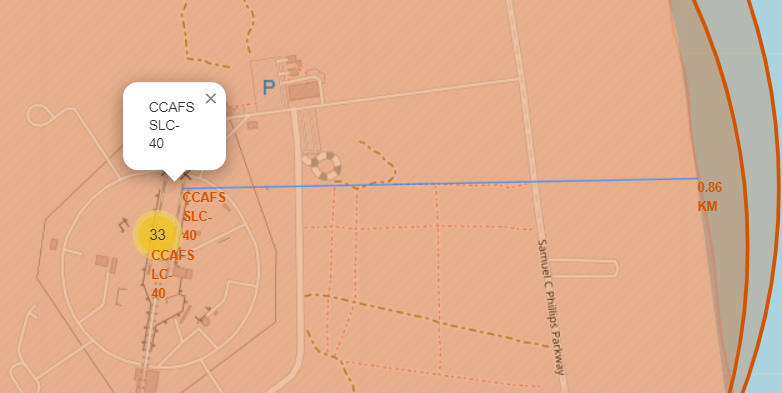 P
CCAFS
SLC-
40
×
CCAFS
SLC-
40
0.86
KM
33
CCAFS
LC-
40
Samuel C Phillips Parkway